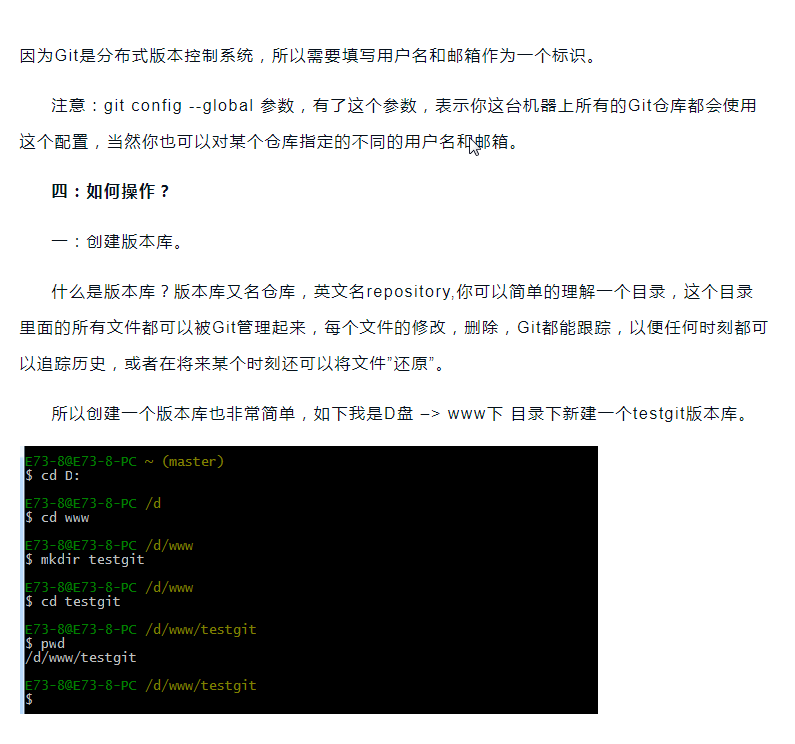 因为Git是分布式版本控制系统，所以需要填写用户名和邮箱作为一个标识。
注意：git config --global 参数，有了这个参数，表示你这台机器上所有的Git仓库都会使用
这个配置，当然你也可以对某个仓库指定的不同的用户名和邮箱。
四：如何操作？
一：创建版本库。
什么是版本库？版本库又名仓库，英文名repository,你可以简单的理解一个目录，这个目录
里面的所有文件都可以被Git管理起来，每个文件的修改，删除，Git都能跟踪，以便任何时刻都可
以追踪历史，或者在将来某个时刻还可以将文件”还原”。
所以创建一个版本库也非常简单，如下我是D盘 –> www下 目录下新建一个testgit版本库。
E73-8@E73-8-PC ~ (master)
$ cd D:
E73-8@E73-8-PC /d
$ cd www
E73-8@E73-8-PC /d/www
$ mkdir testgit
E73-8@E73-8-PC /d/www
$ cd testgit
E73-8@E73-8-PC /d/www/testgit
$ pwd
/d/www/testgit
E73-8@E73-8-PC /d/www/testgit
$